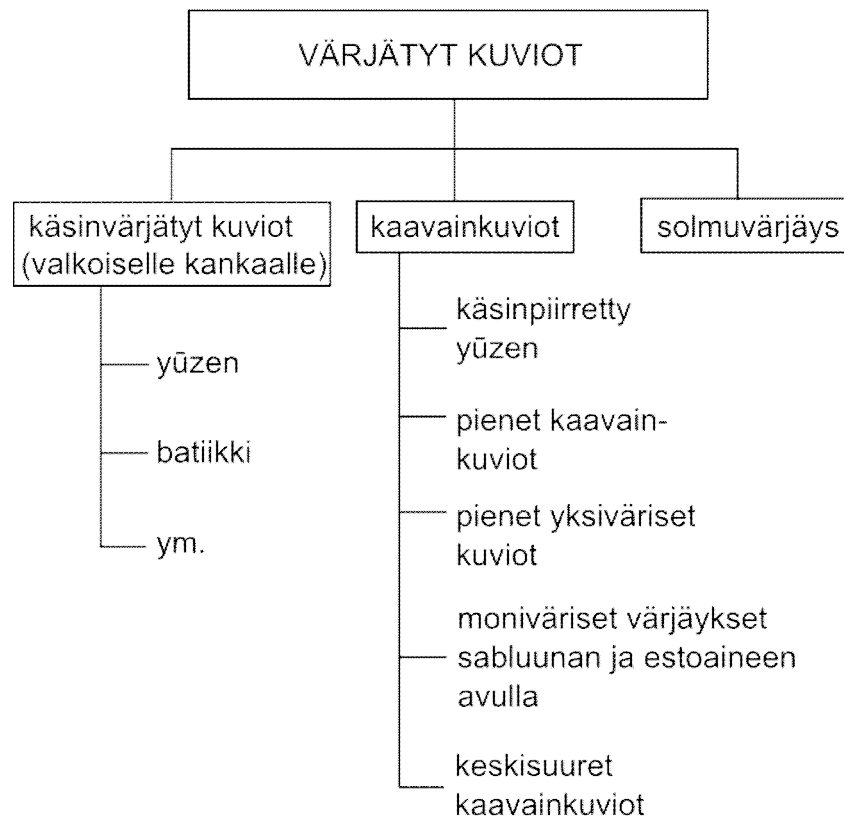 VÄRJÄTYT KUVIOT
käsinvärjätyt kuviot
(valkoiselle kankaalle)
yūzen
batiikki
ym.
kaavainkuviot
käsinpiirretty
yūzen
pienet kaavain-
kuviot
pienet yksiväriset
kuviot
moniväriset värjäykset
sabluunan ja estoaineen
avulla
keskisuuret
kaavainkuviot
solmuvärjäys